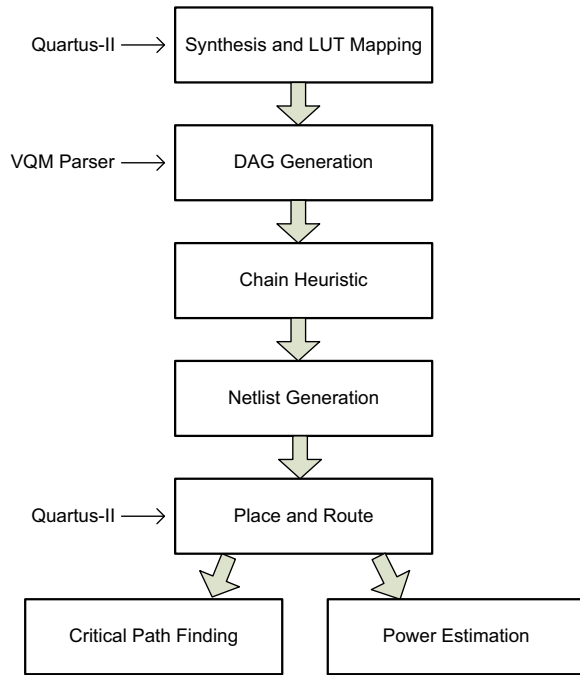 Quartus-II
Synthesis and LUT Mapping
VQM Parser
DAG Generation
Chain Heuristic
Netlist Generation
Quartus-II
Place and Route
Critical Path Finding
Power Estimation